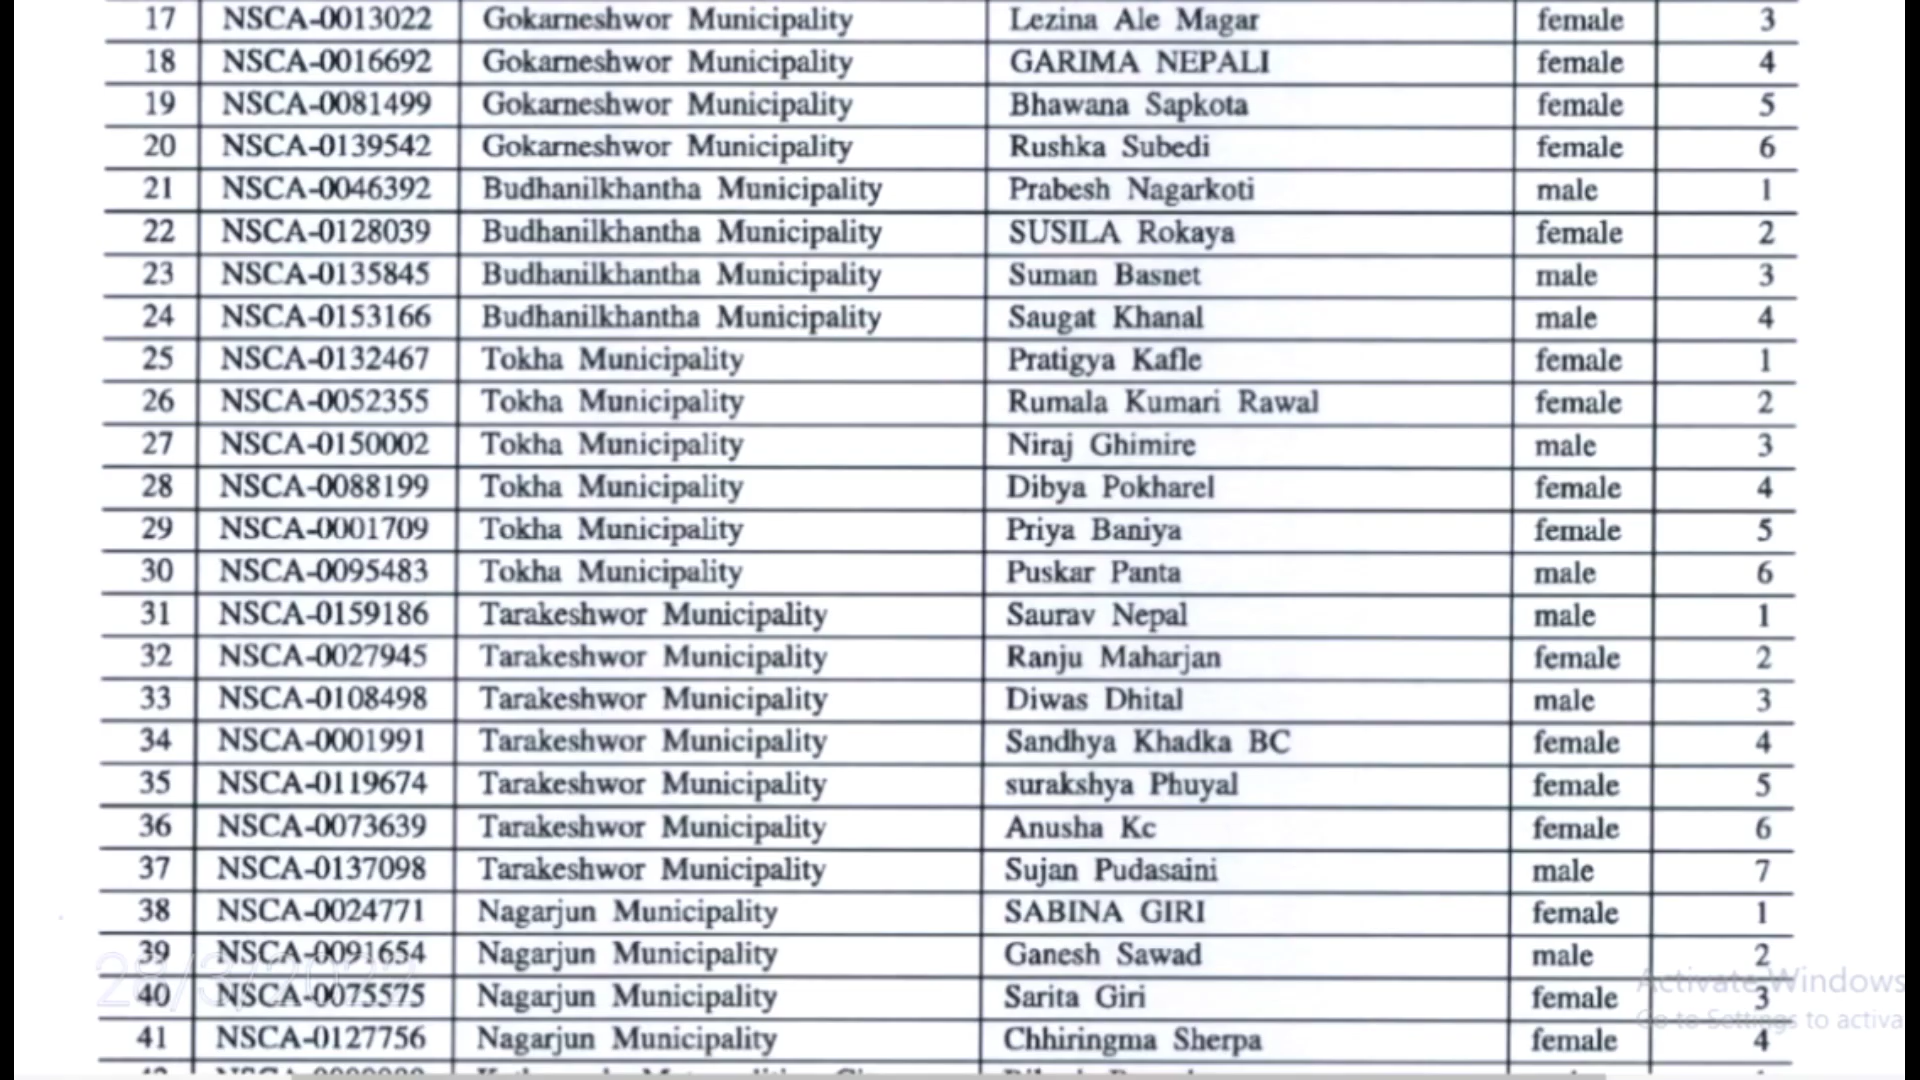 17 NSCA-0013022 Gokarneshwor Municipality Lezina Ale Magar female 3
18 NSCA-0016692 Gokarneshwor Municipality GARIMA NEPALI female 4
19 NSCA-0081499 Gokarneshwor Municipality Bhawana Sapkota female 5
20 NSCA-0139542 Gokarneshwor Municipality Rushka Subedi female 6
21 NSCA-0046392 Budhanilkhantha Municipality Prabesh Nagarkoti male 1
22 NSCA-0128039 Budhanilkhantha Municipality SUSILA Rokaya female 2
23 NSCA-0135845 Budhanilkhantha Municipality Suman Basnet male 3
24 NSCA-0153166 Budhanilkhantha Municipality Saugat Khanal male 4
25 NSCA-0132467 Tokha Municipality Pratigya Kafle female 1
26 NSCA-0052355 Tokha Municipality Rumala Kumari Rawal female 2
27 NSCA-0150002 Tokha Municipality Niraj Ghimire male 3
28 NSCA-0088199 Tokha Municipality Dibya Pokharel female 4
29 NSCA-0001709 Tokha Municipality Priya Baniya female 5
30 NSCA-0095483 Tokha Municipality Puskar Panta male 6
31 NSCA-0159186 Tarakeshwor Municipality Saurav Nepal male 1
32 NSCA-0027945 Tarakeshwor Municipality Ranju Maharjan female 2
33 NSCA-0108498 Tarakeshwor Municipality Diwas Dhital male 3
34 NSCA-0001991 Tarakeshwor Municipality Sandhya Khadka BC female 4
35 NSCA-0119674 Tarakeshwor Municipality surakshya Phuyal female 5
36 NSCA-0073639 Tarakeshwor Municipality Anusha Kc female 6
37 NSCA-0137098 Tarakeshwor Municipality Sujan Pudasaini male 7
38 NSCA-0024771 Nagarjun Municipality SABINA GIRI female 1
39 NSCA-0091654 Nagarjun Municipality Ganesh Sawad male 2
40 NSCA-0075575 Nagarjun Municipality Sarita Giri female 3
41 NSCA-0127756 Nagarjun Municipality Chhiringma Sherpa female 4
Activate Windows
Go to Settings to activa